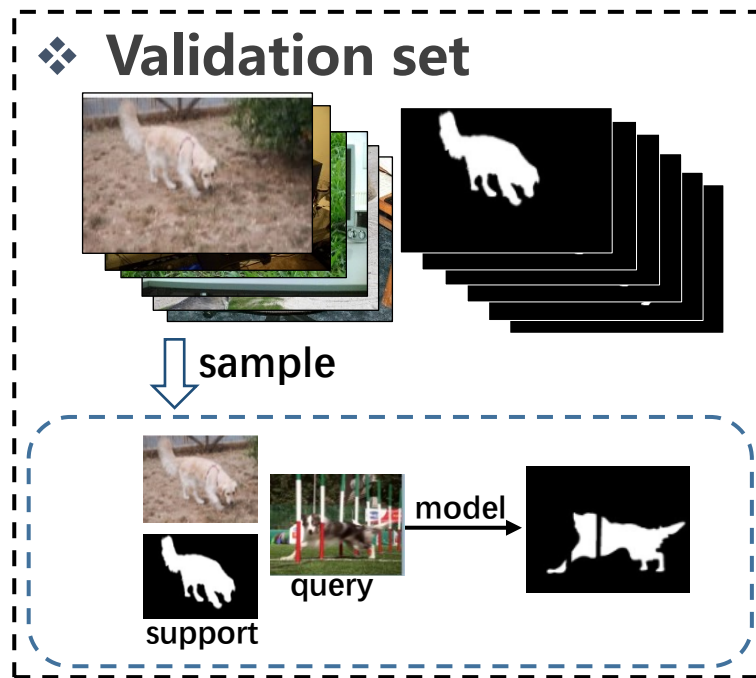 ❖ Validation set
sample
model
query
support